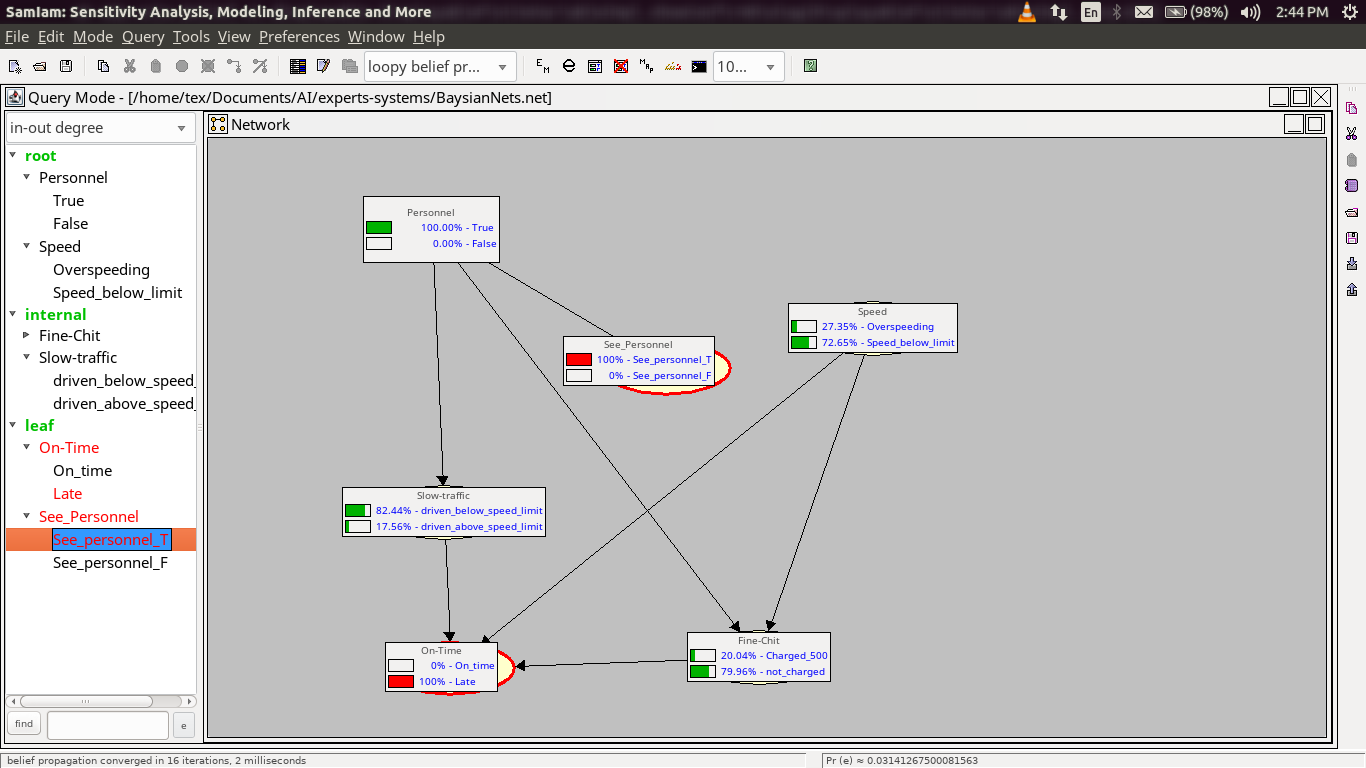 SamIam: Sensitivity Analysis, Modeling, Inference and More
En
(98%)
2:44 PM
File Edit Mode Query Tools View Preferences Window Help
loopy belief pr...
10...
Query Mode - [/home/tex/Documents/AI/experts-systems/BaysianNets.net]
in-out degree
root
Personnel
True
False
Speed
Overspeeding
Speed_below_limit
internal
Fine-Chit
Slow-traffic
driven_below_speed_
driven_above_speed_
leaf
On-Time
On_time
Late
See_Personnel
See_personnel_T
See_personnel_F
find
e
Network
Personnel
100.00% - True
0.00% - False
See_Personnel
100% - See_personnel_T
0% - See_personnel_F
Speed
27.35% - Overspeeding
72.65% - Speed_below_limit
Slow-traffic
82.44% - driven_below_speed_limit
17.56% - driven_above_speed_limit
On-Time
0% - On_time
100% - Late
Fine-Chit
20.04% - Charged_500
79.96% - not_charged
belief propagation converged in 16 iterations, 2 milliseconds
Pr (e) ≈ 0.03141267500081563